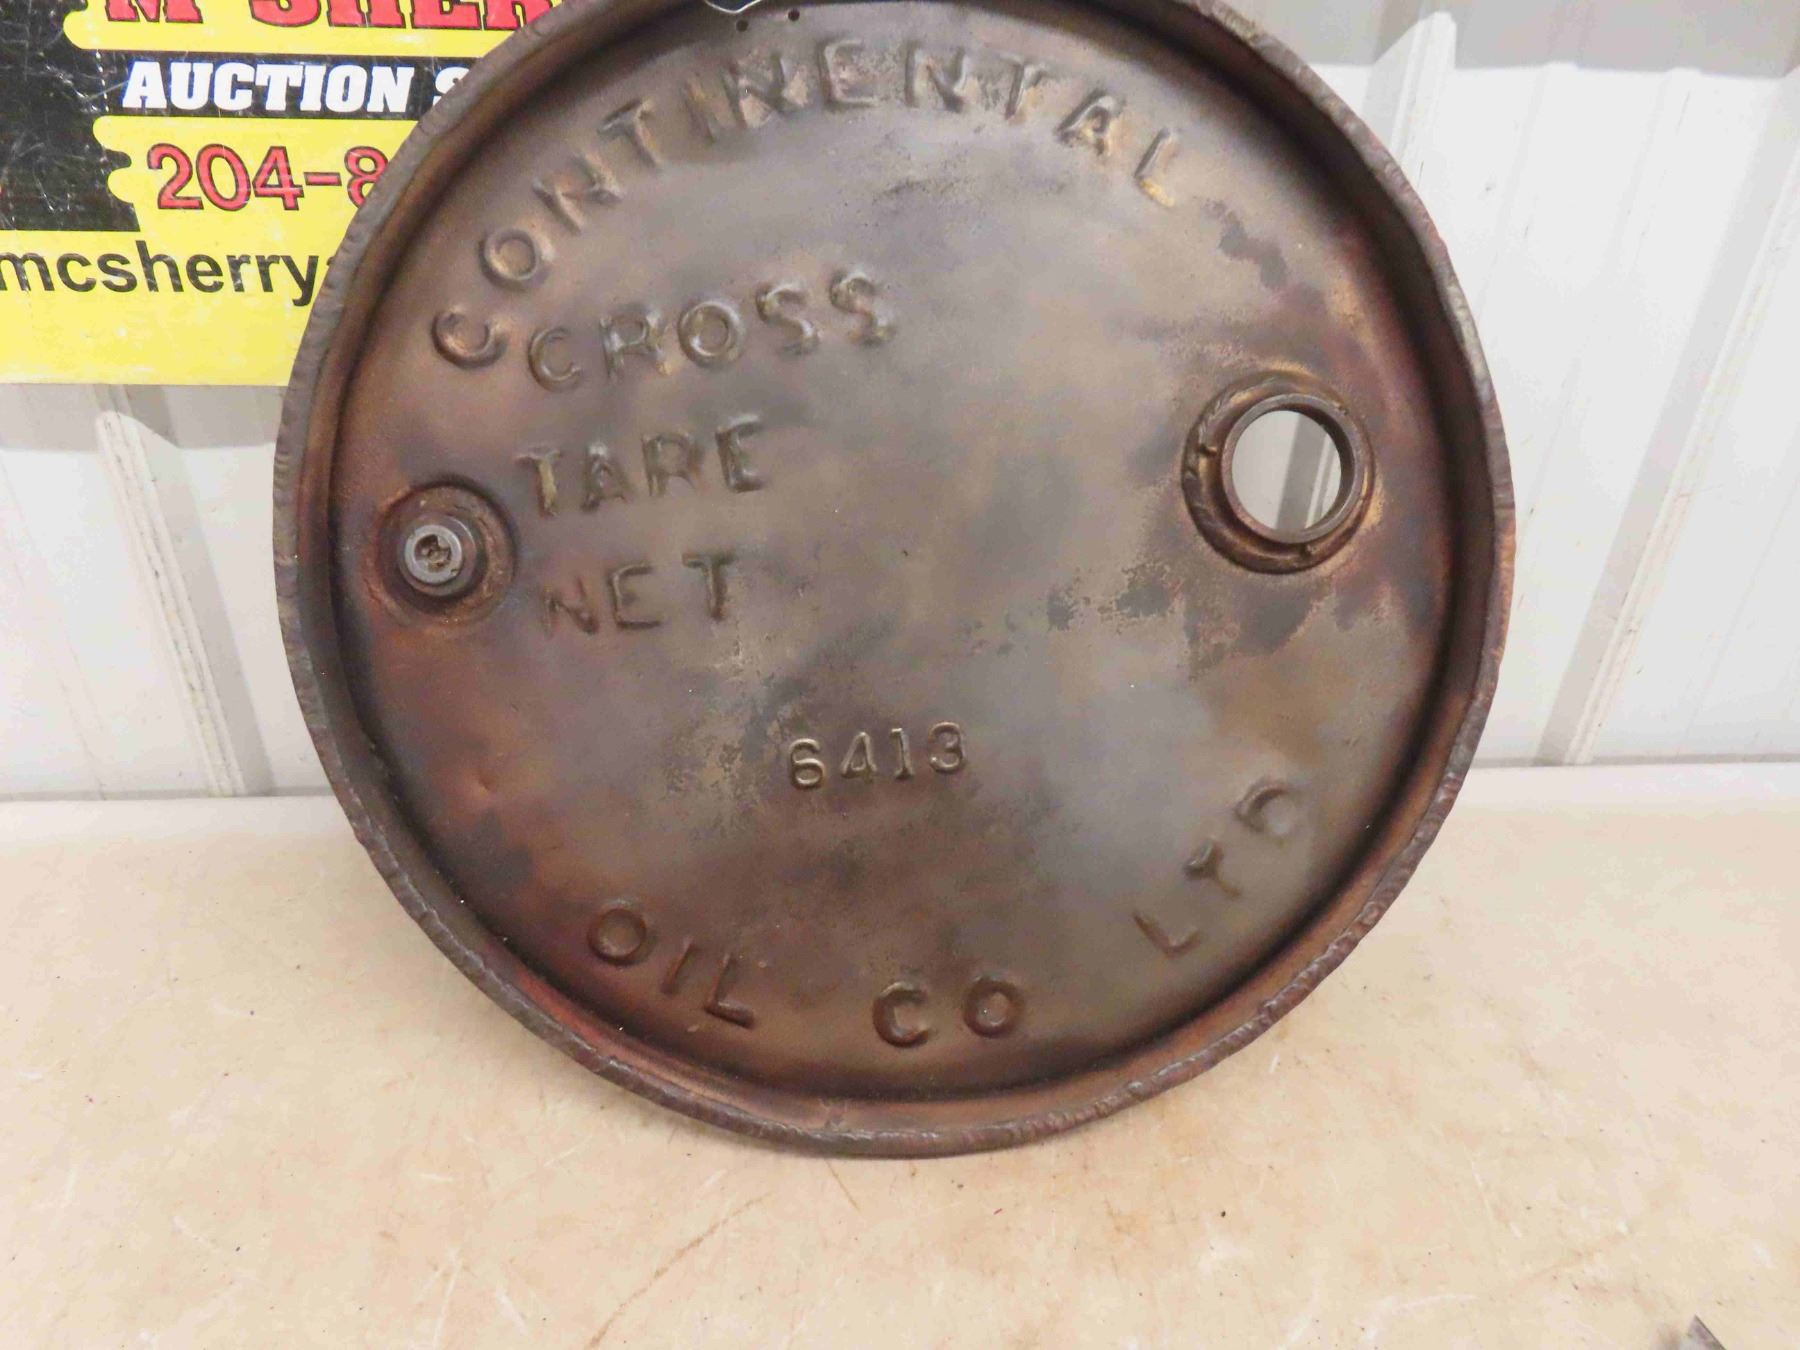 AUCTION
204-8
mcsherry
CONTINENTAL
CROSS
TARE
NET
6413
OIL CO LTD